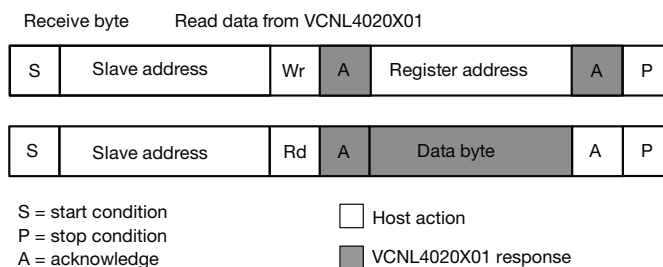 Receive byte Read data from VCNL4020X01
S Slave address Wr A Register address A P
S Slave address Rd A Data byte A P
S = start condition
P = stop condition
A = acknowledge
Host action
VCNL4020X01 response